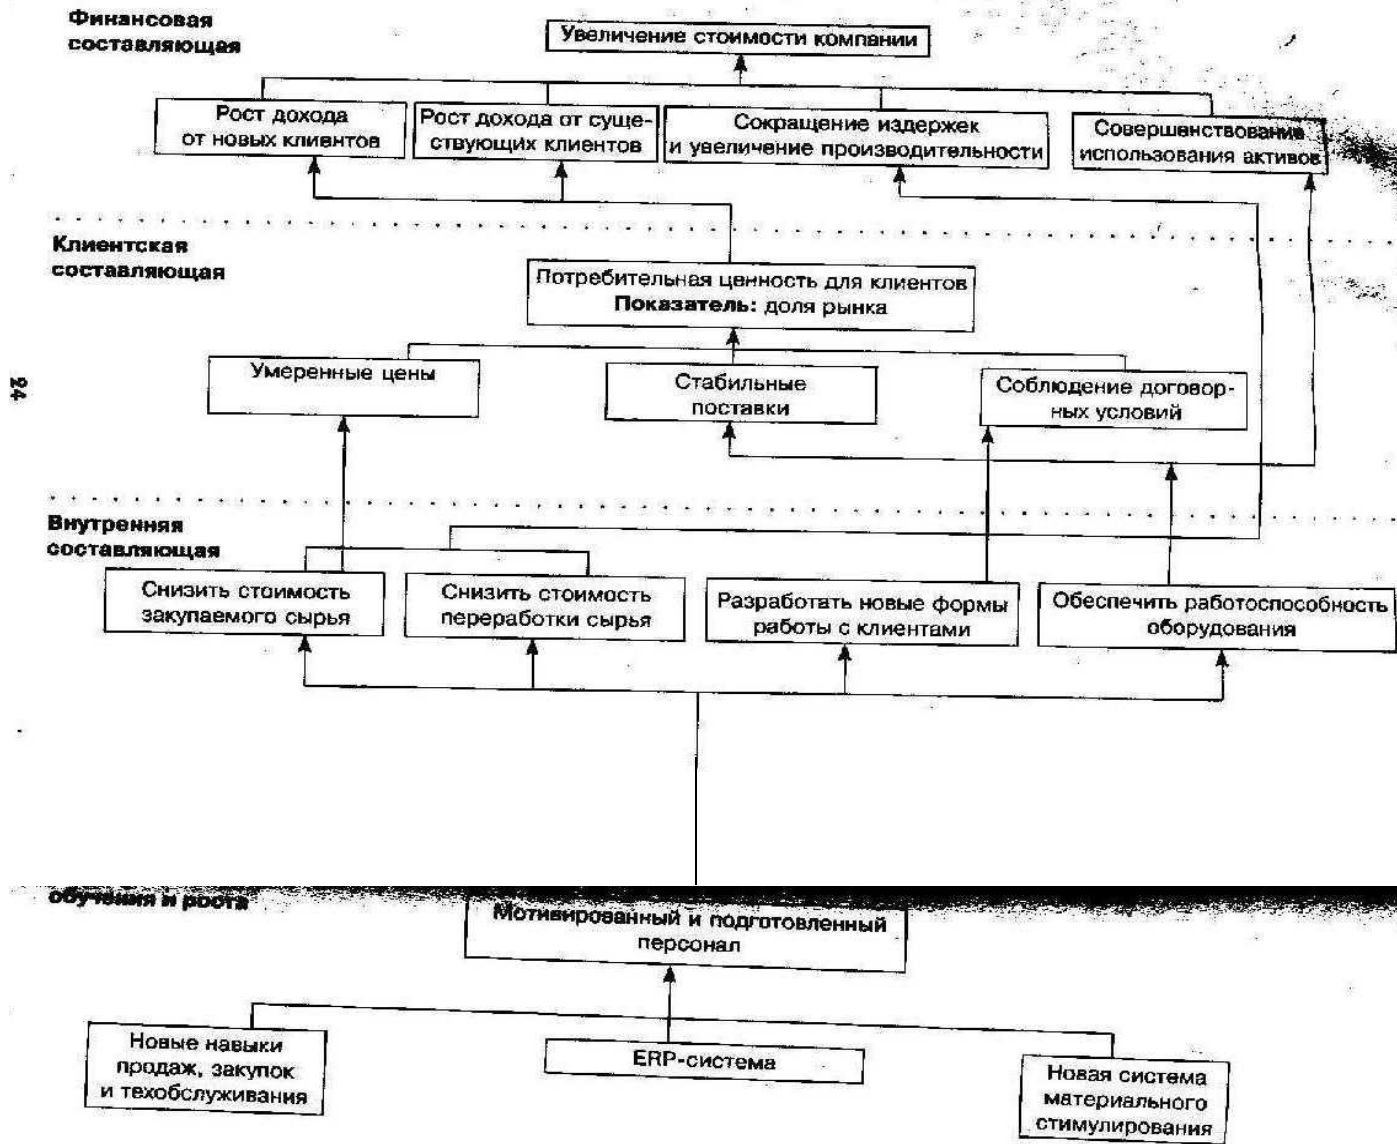 Финансовая
составляющая
Увеличение стоимости компании
Рост дохода
от новых клиентов
Рост дохода от суще-
ствующих клиентов
Сокращение издержек
и увеличение производительности
Совершенствование
использования активов
Клиентская
составляющая
Потребительная ценность для клиентов
Показатель: доля рынка
Умеренные цены
Стабильные
поставки
Соблюдение договор-
ных условий
24
Внутренняя
составляющая
Снизить стоимость
закупаемого сырья
Снизить стоимость
переработки сырья
Разработать новые формы
работы с клиентами
Обеспечить работоспособность
оборудования
обучения и роста
Мотивированный и подготовленный
персонал
Новые навыки
продаж, закупок
и техобслуживания
ERP-система
Новая система
материального
стимулирования